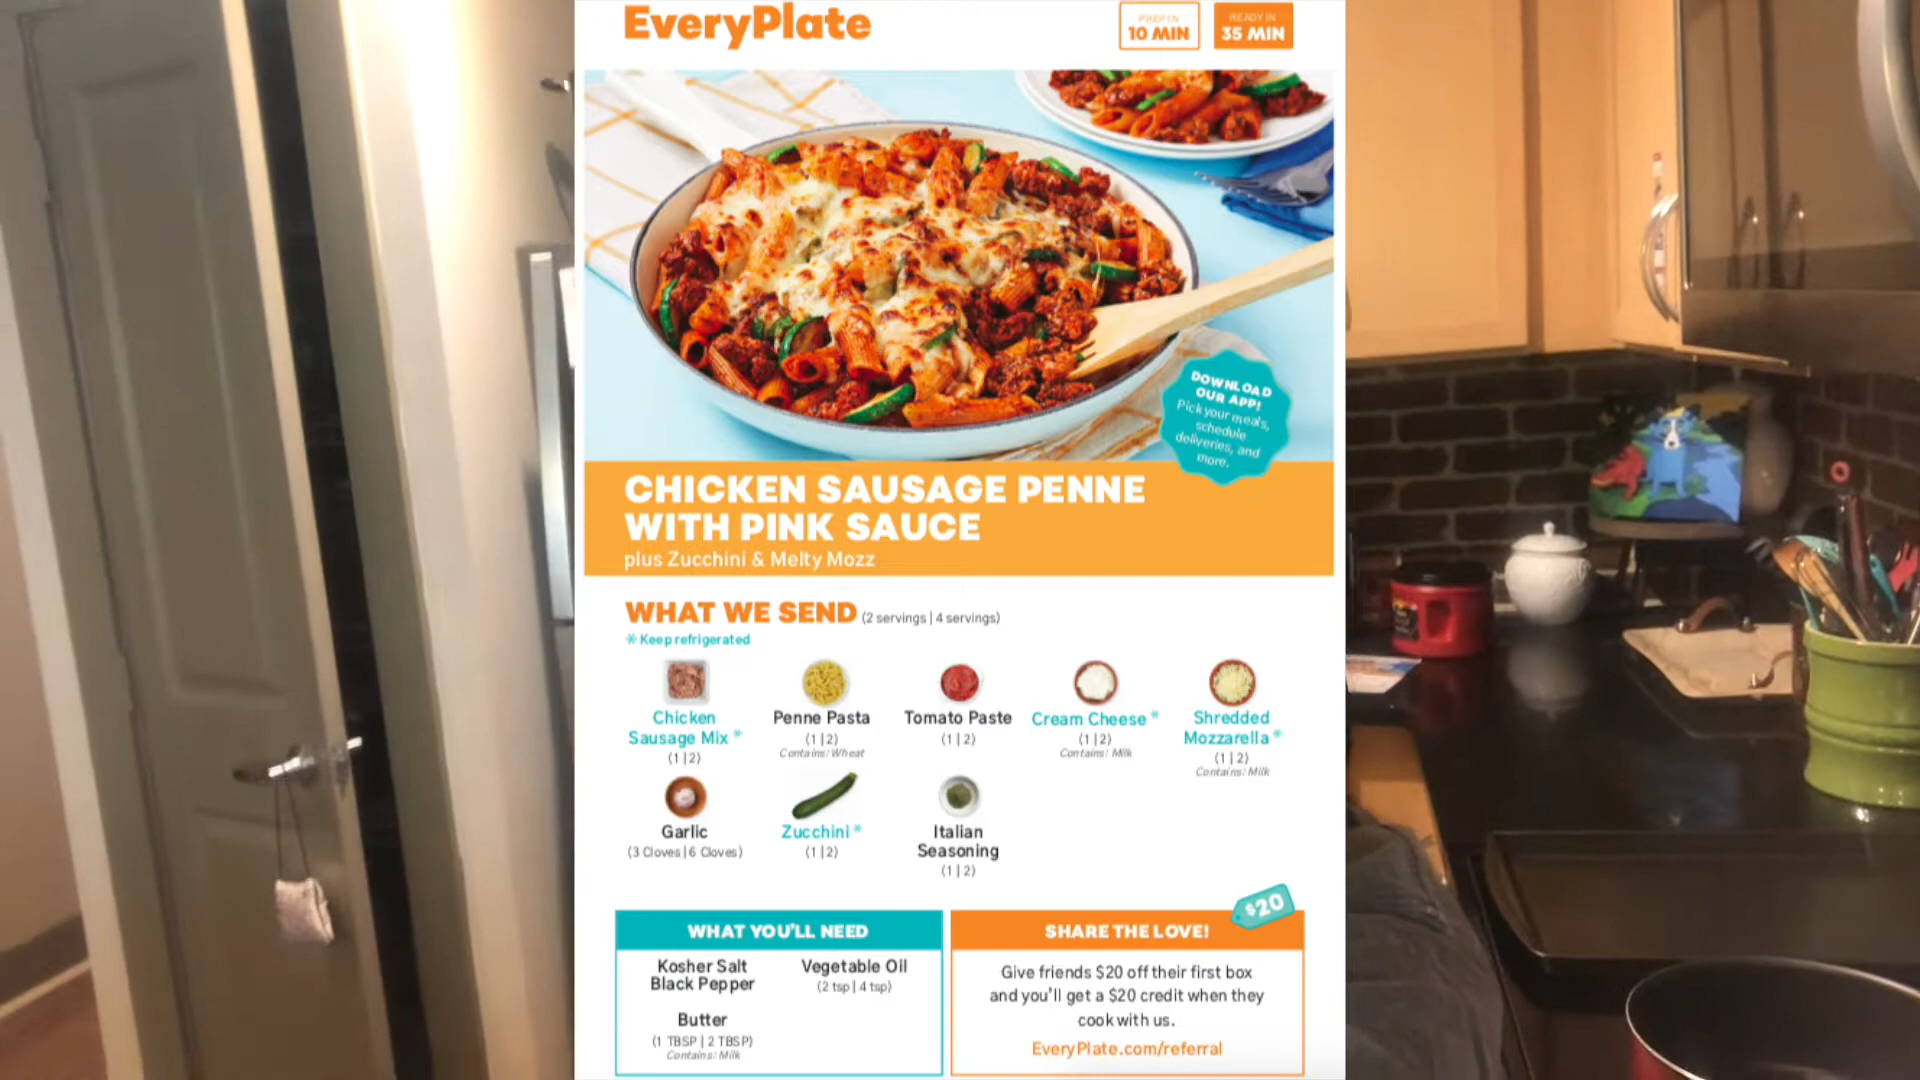 EveryPlate
PREP IN
10 MIN
READY IN
35 MIN
DOWNLOAD
OUR APP!
Pick your meals,
schedule
deliveries, and
more.
CHICKEN SAUSAGE PENNE
WITH PINK SAUCE
plus Zucchini & Melty Mozz
WHAT WE SEND (2 servings | 4 servings)
* Keep refrigerated
Chicken
Sausage Mix *
(1 | 2)
Penne Pasta
(1 | 2)
Contains: Wheat
Tomato Paste
(1 | 2)
Cream Cheese *
(1 | 2)
Contains: Milk
Shredded
Mozzarella *
(1 | 2)
Contains: Milk
Garlic
(3 Cloves | 6 Cloves)
Zucchini *
(1 | 2)
Italian
Seasoning
(1 | 2)
WHAT YOU'LL NEED
Kosher Salt
Black Pepper
Vegetable Oil
(2 tsp | 4 tsp)
Butter
(1 TBSP | 2 TBSP)
Contains: Milk
$20
SHARE THE LOVE!
Give friends $20 off their first box
and you'll get a $20 credit when they
cook with us.
EveryPlate.com/referral